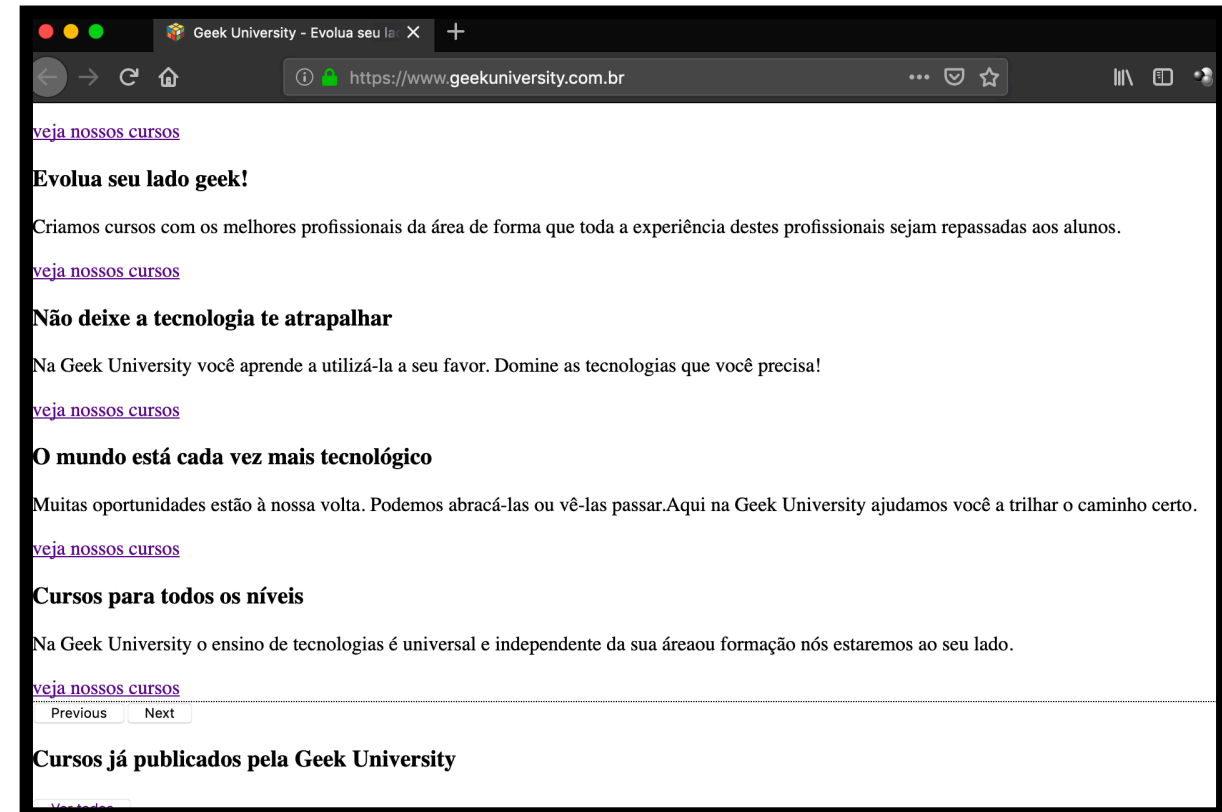 Geek University - Evolua seu la
https://www.geekuniversity.com.br
veja nossos cursos
Evolua seu lado geek!
Criamos cursos com os melhores profissionais da área de forma que toda a experiência destes profissionais sejam repassadas aos alunos.
veja nossos cursos
Não deixe a tecnologia te atrapalhar
Na Geek University você aprende a utilizá-la a seu favor. Domine as tecnologias que você precisa!
veja nossos cursos
O mundo está cada vez mais tecnológico
Muitas oportunidades estão à nossa volta. Podemos abracá-las ou vê-las passar.Aqui na Geek University ajudamos você a trilhar o caminho certo.
veja nossos cursos
Cursos para todos os níveis
Na Geek University o ensino de tecnologias é universal e independente da sua áreaou formação nós estaremos ao seu lado.
veja nossos cursos
Previous Next
Cursos já publicados pela Geek University
Ver todos